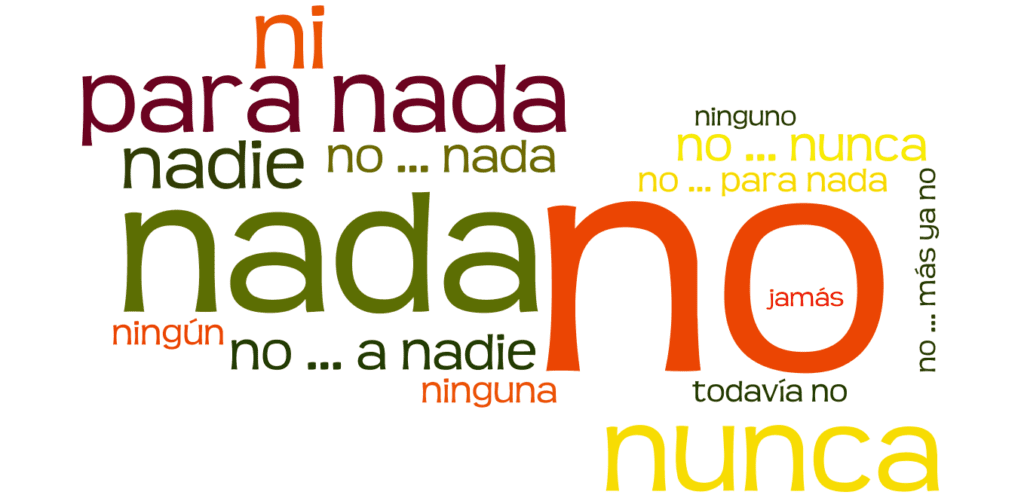 ni
para nada
nadie
no ... nada
ninguno
no ... nunca
no ... para nada
nada
no
jamás
no ... más ya no
ningún
no ... a nadie
ninguna
todavía no
nunca